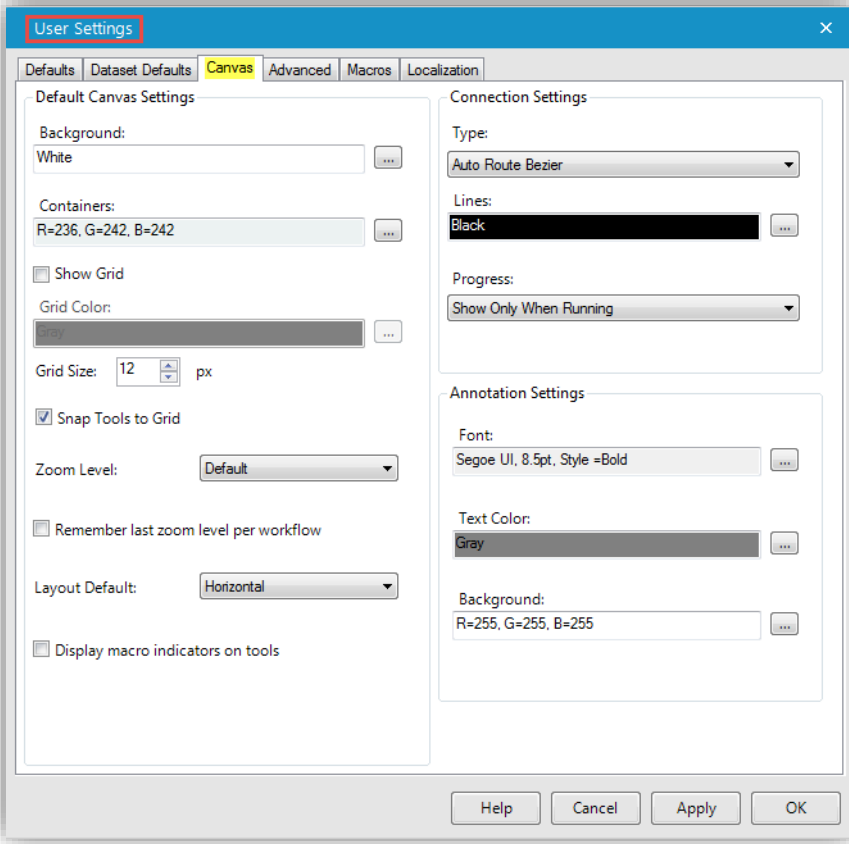 User Settings
Defaults Dataset Defaults Canvas Advanced Macros Localization
Default Canvas Settings
Background:
White
...
Containers:
R=236, G=242, B=242
...
Show Grid
Grid Color:
Gray
...
Grid Size: 12 px
Snap Tools to Grid
Zoom Level: Default
Remember last zoom level per workflow
Layout Default: Horizontal
Display macro indicators on tools
Connection Settings
Type:
Auto Route Bezier
Lines:
Black
...
Progress:
Show Only When Running
Annotation Settings
Font:
Segoe UI, 8.5pt, Style =Bold
...
Text Color:
Gray
...
Background:
R=255, G=255, B=255
...
Help Cancel Apply OK